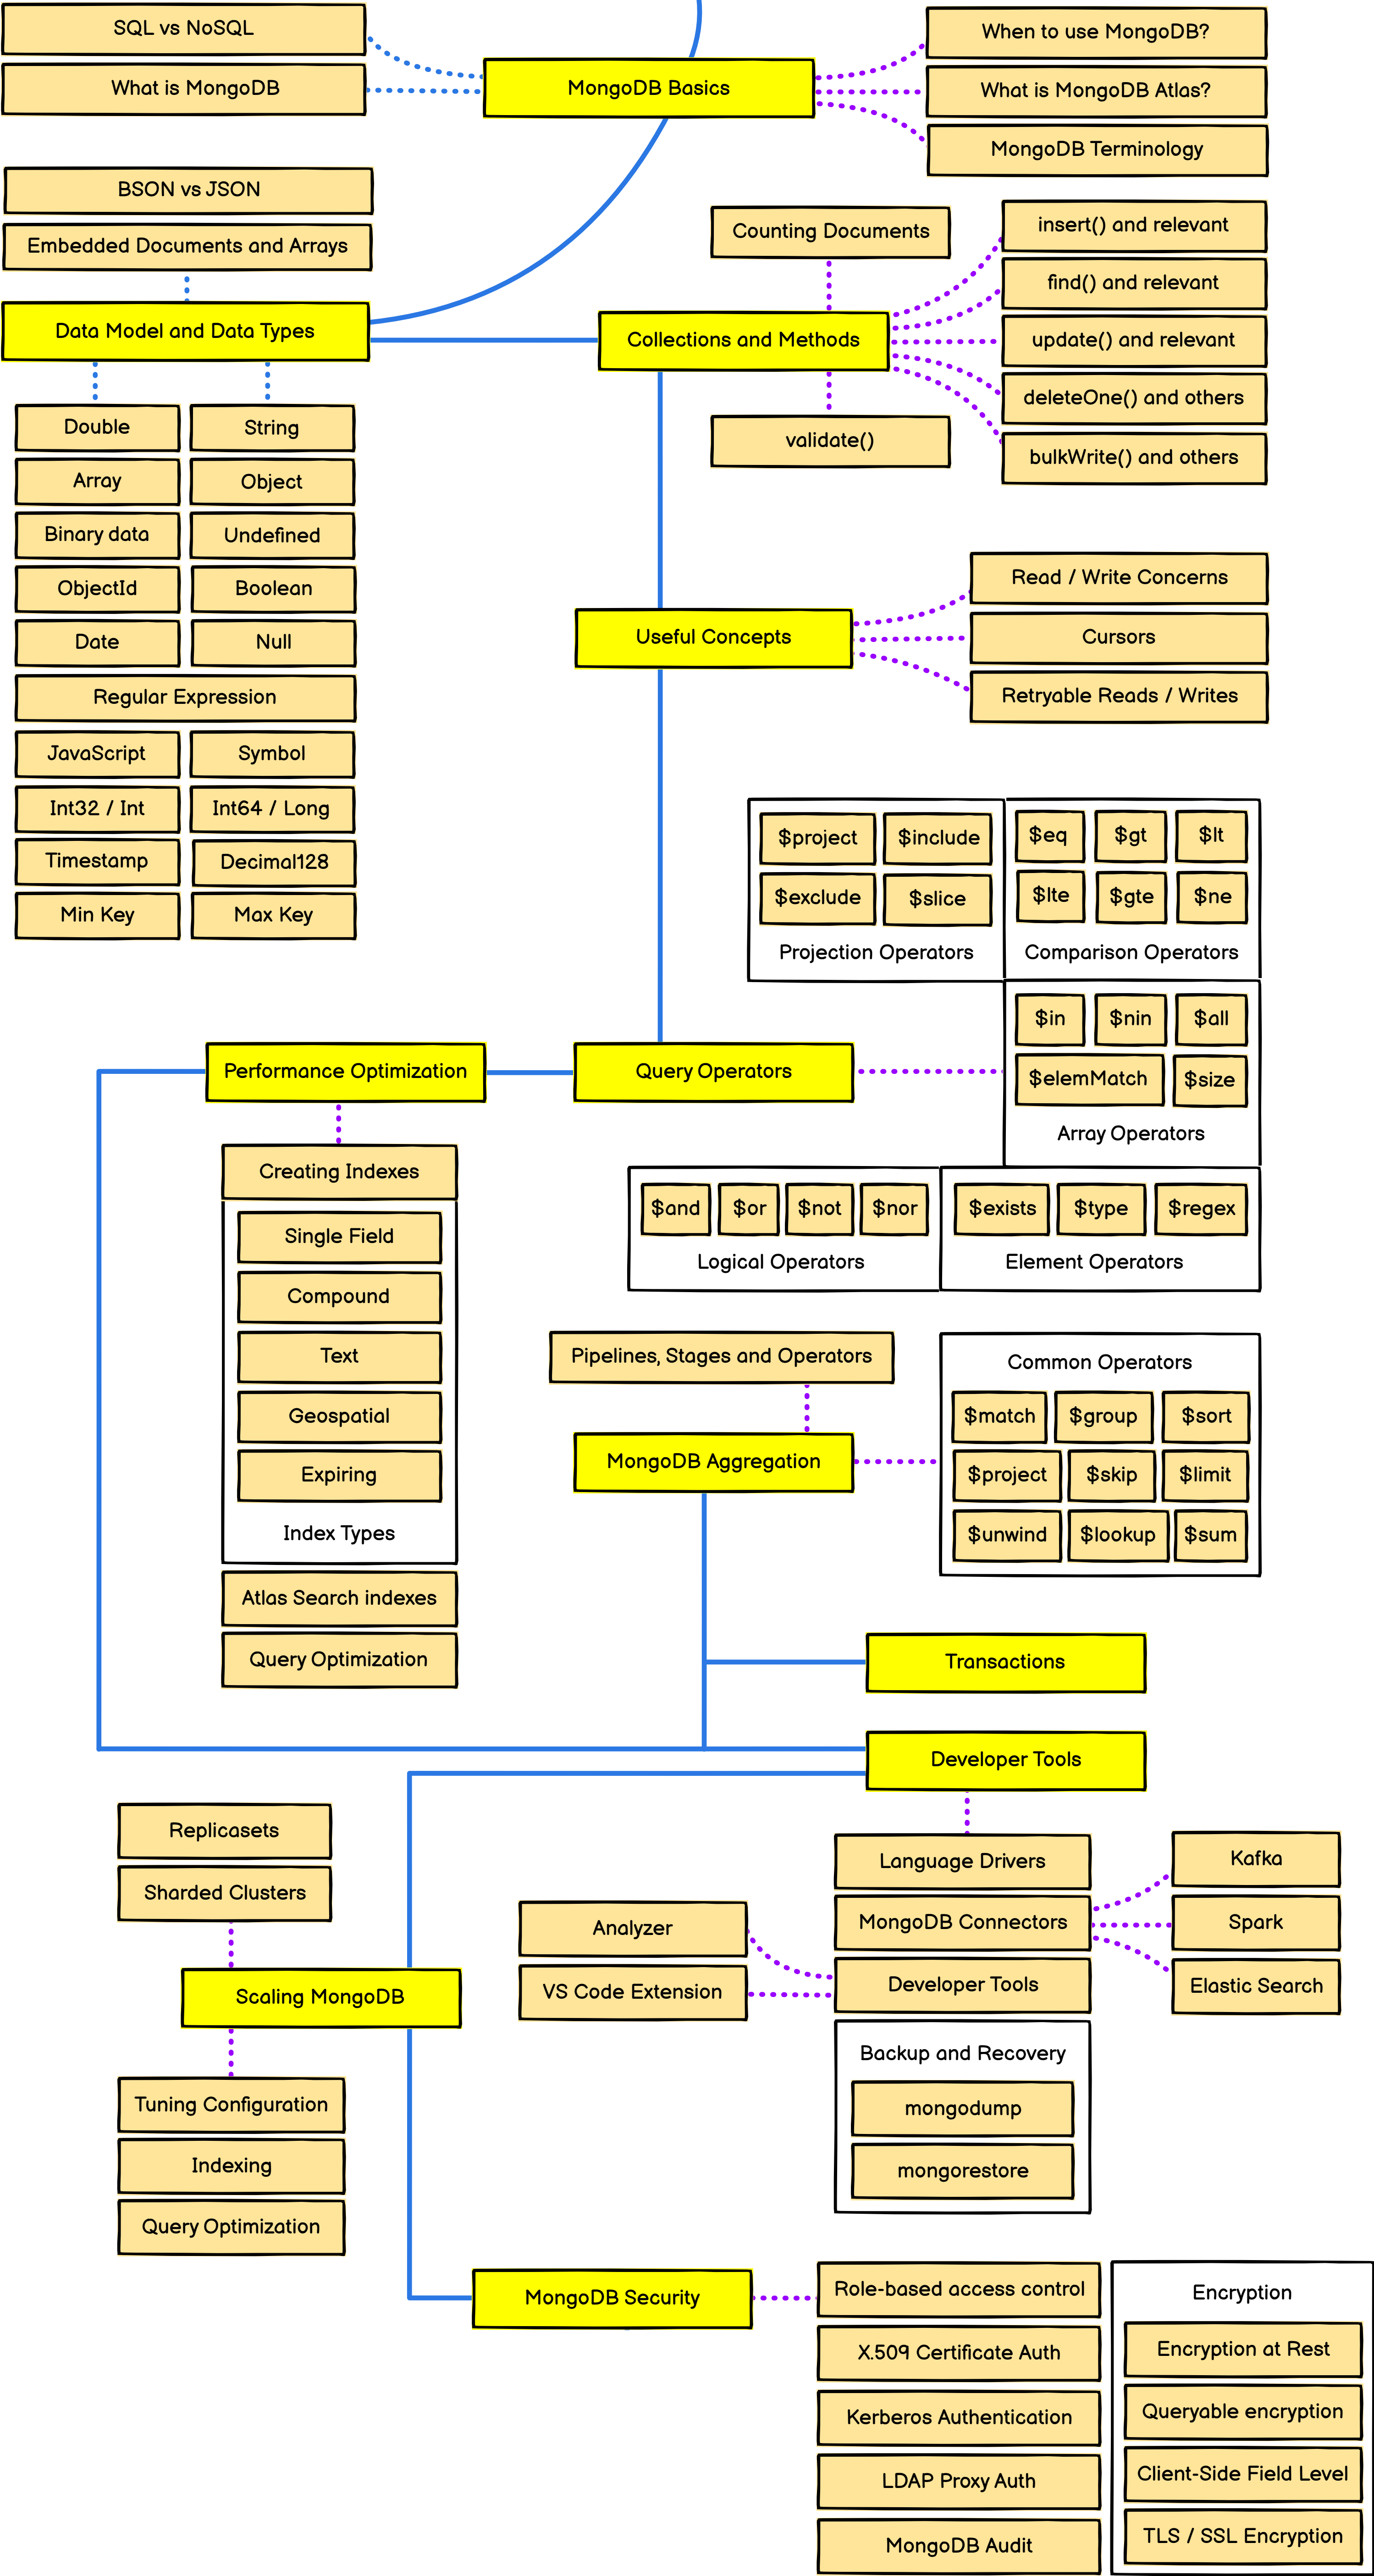 SQL vs NoSQL
What is MongoDB
MongoDB Basics
When to use MongoDB?
What is MongoDB Atlas?
MongoDB Terminology
BSON vs JSON
Embedded Documents and Arrays
Data Model and Data Types
Counting Documents
Collections and Methods
validate()
insert() and relevant
find() and relevant
update() and relevant
deleteOne() and others
bulkWrite() and others
Double
String
Array
Object
Binary data
Undefined
ObjectId
Boolean
Date
Null
Regular Expression
JavaScript
Symbol
Int32 / Int
Int64 / Long
Timestamp
Decimal128
Min Key
Max Key
Useful Concepts
Read / Write Concerns
Cursors
Retryable Reads / Writes
$project
$include
$exclude
$slice
Projection Operators
$eq
$gt
$lt
$lte
$gte
$ne
Comparison Operators
$in
$nin
$all
$elemMatch
$size
Array Operators
Performance Optimization
Query Operators
$and
$or
$not
$nor
Logical Operators
$exists
$type
$regex
Element Operators
Creating Indexes
Single Field
Compound
Text
Geospatial
Expiring
Index Types
Atlas Search indexes
Query Optimization
Pipelines, Stages and Operators
MongoDB Aggregation
Common Operators
$match
$group
$sort
$project
$skip
$limit
$unwind
$lookup
$sum
Transactions
Developer Tools
Replicasets
Sharded Clusters
Scaling MongoDB
Tuning Configuration
Indexing
Query Optimization
Language Drivers
MongoDB Connectors
Developer Tools
Kafka
Spark
Elastic Search
Analyzer
VS Code Extension
Backup and Recovery
mongodump
mongorestore
MongoDB Security
Role-based access control
X.509 Certificate Auth
Kerberos Authentication
LDAP Proxy Auth
MongoDB Audit
Encryption
Encryption at Rest
Queryable encryption
Client-Side Field Level
TLS / SSL Encryption